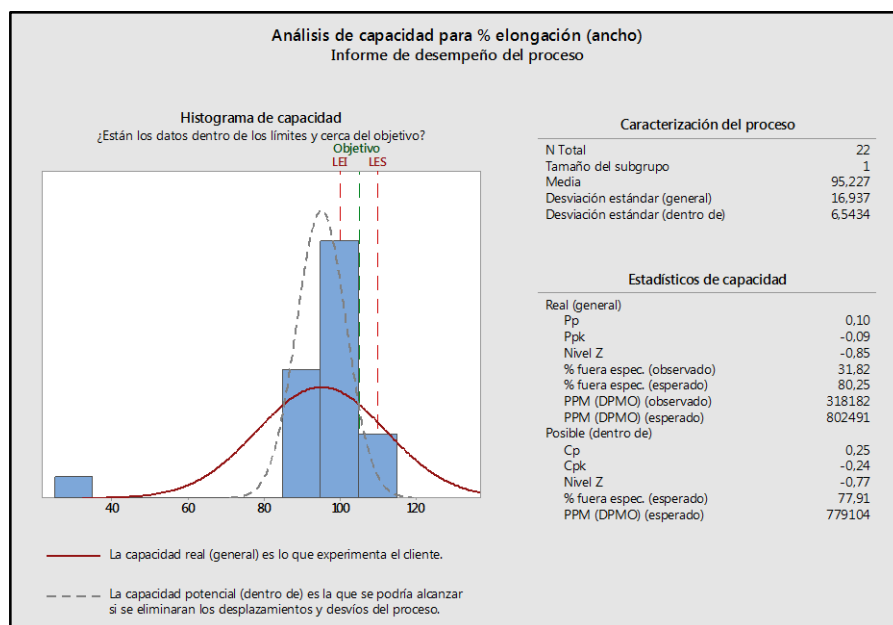 Análisis de capacidad para % elongación (ancho)
Informe de desempeño del proceso
Histograma de capacidad
¿Están los datos dentro de los límites y cerca del objetivo?
Objetivo
LEI LES
40 60 80 100 120
La capacidad real (general) es lo que experimenta el cliente.
La capacidad potencial (dentro de) es la que se podría alcanzar
si se eliminaran los desplazamientos y desvíos del proceso.
Caracterización del proceso
N Total 22
Tamaño del subgrupo 1
Media 95,227
Desviación estándar (general) 16,937
Desviación estándar (dentro de) 6,5434
Estadísticos de capacidad
Real (general)
Pp 0,10
Ppk -0,09
Nivel Z -0,85
% fuera espec. (observado) 31,82
% fuera espec. (esperado) 80,25
PPM (DPMO) (observado) 318182
PPM (DPMO) (esperado) 802491
Posible (dentro de)
Cp 0,25
Cpk -0,24
Nivel Z -0,77
% fuera espec. (esperado) 77,91
PPM (DPMO) (esperado) 779104